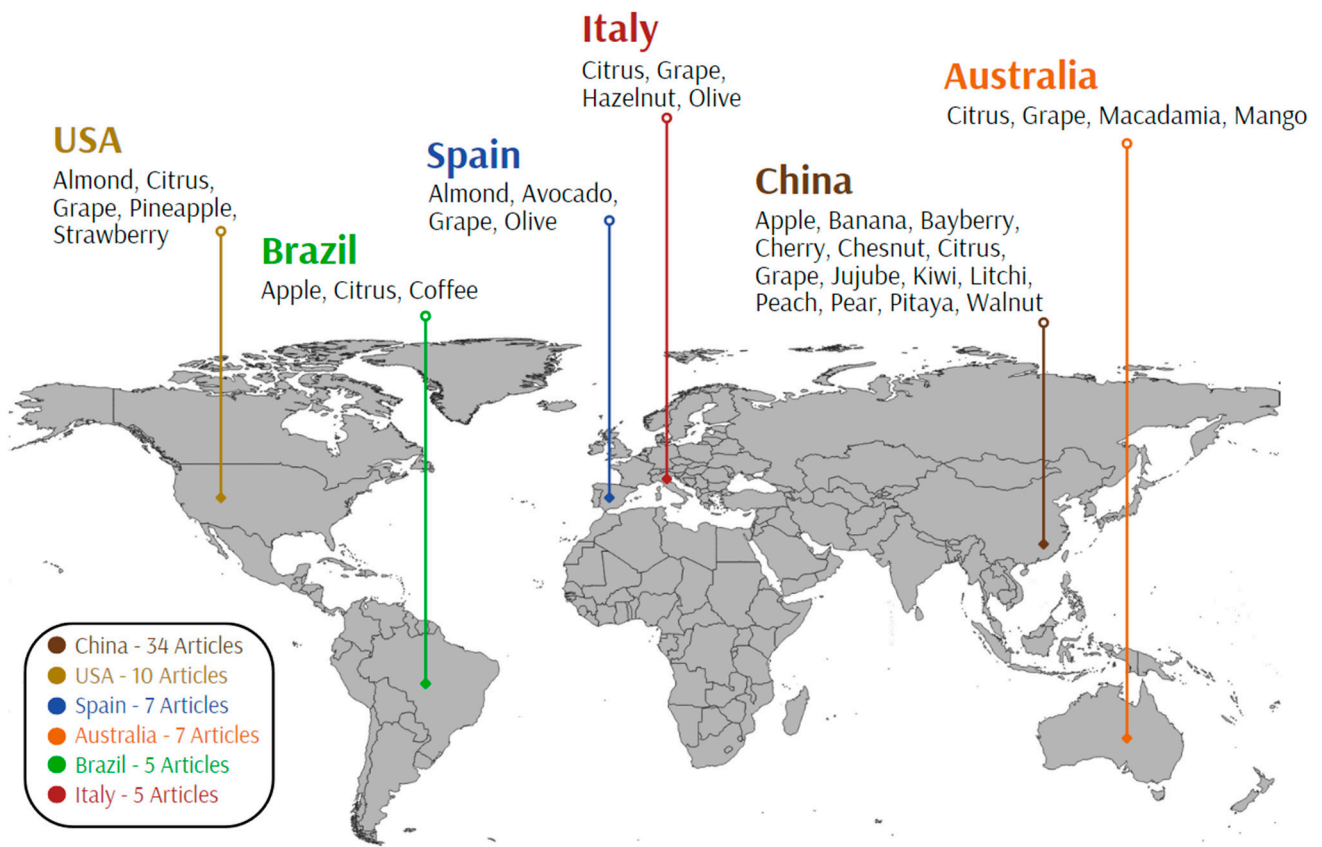 Italy
Citrus, Grape,
Hazelnut, Olive
Australia
Citrus, Grape, Macadamia, Mango
USA
Almond, Citrus,
Grape, Pineapple,
Strawberry
Spain
Almond, Avocado,
Grape, Olive
China
Apple, Banana, Bayberry,
Cherry, Chesnut, Citrus,
Grape, Jujube, Kiwi, Litchi,
Peach, Pear, Pitaya, Walnut
Brazil
Apple, Citrus, Coffee
China - 34 Articles
USA - 10 Articles
Spain - 7 Articles
Australia - 7 Articles
Brazil - 5 Articles
Italy - 5 Articles